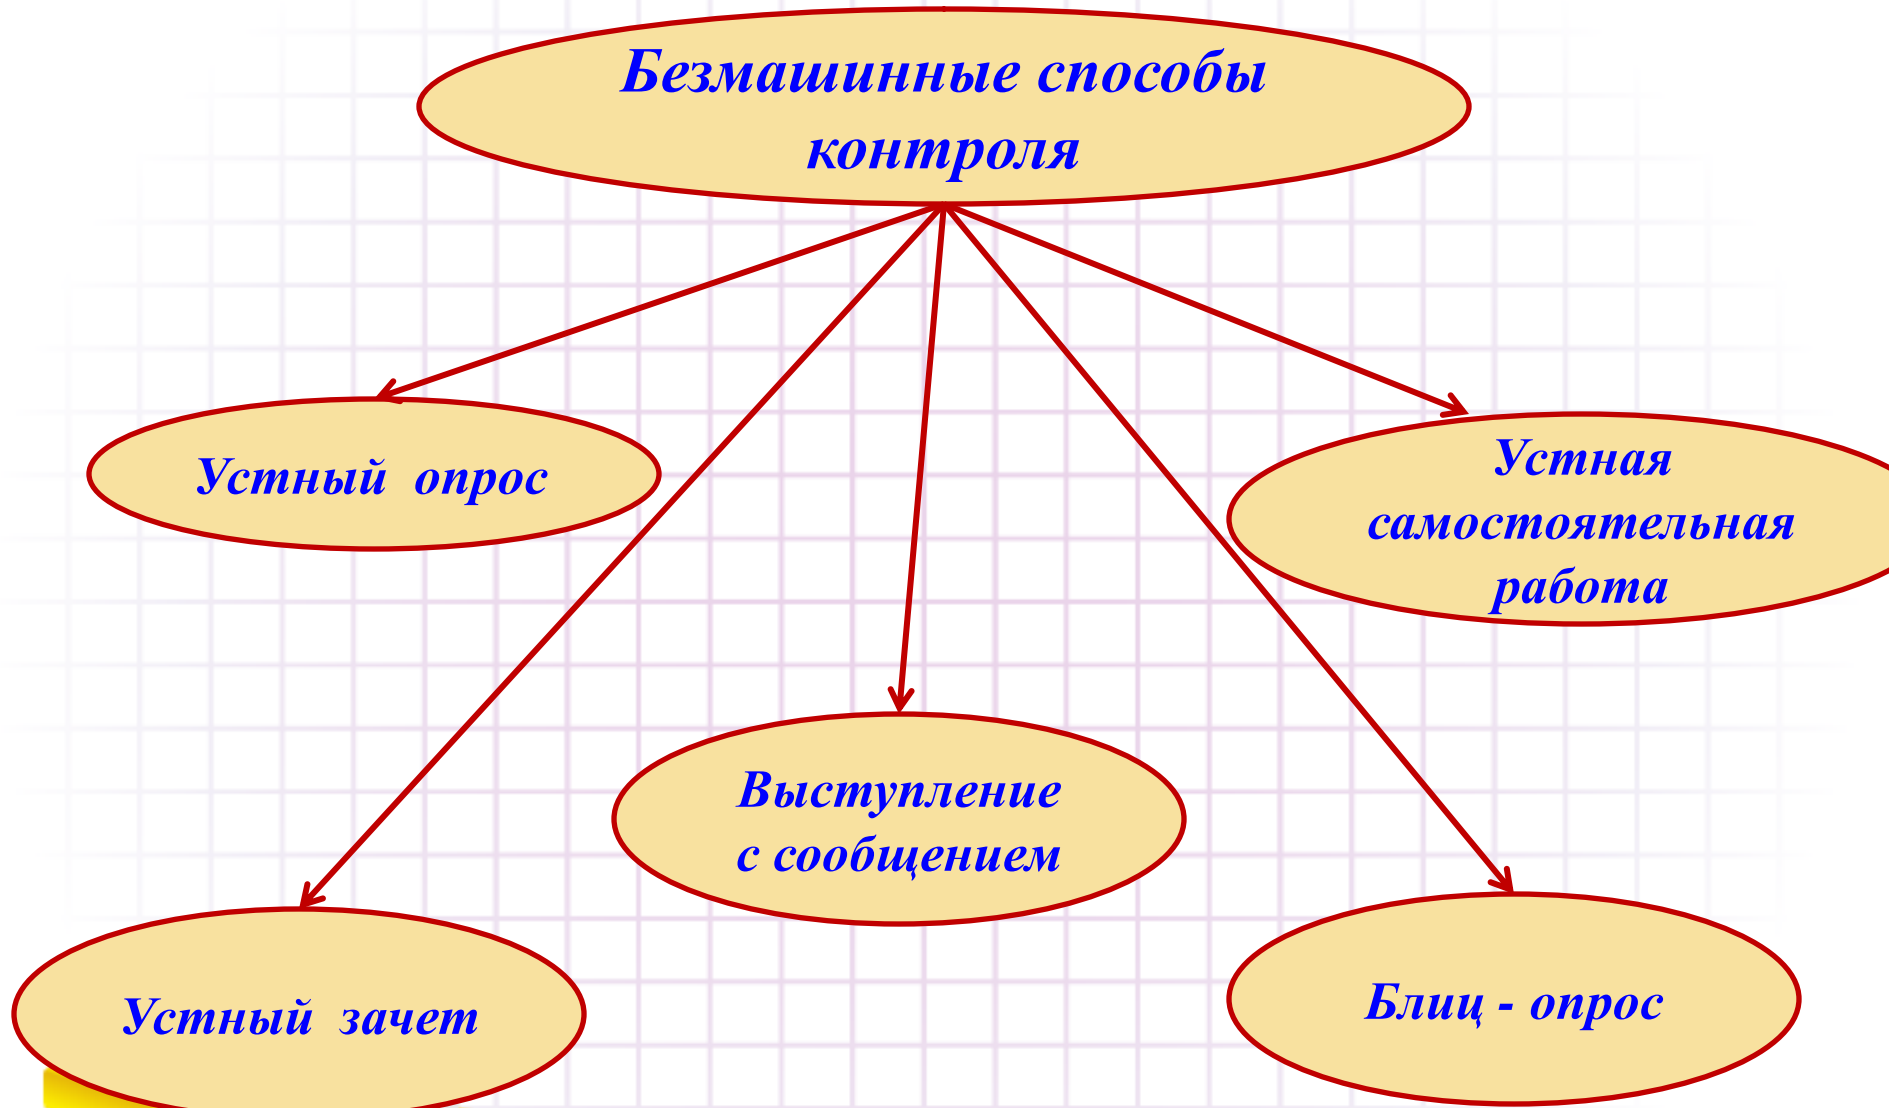 Безмашинные способы
контроля
Устный опрос
Устная
самостоятельная
работа
Выступление
с сообщением
Устный зачет
Блиц - опрос